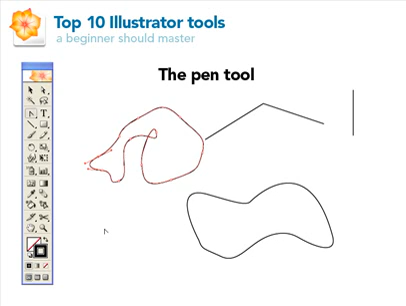 Top 10 Illustrator tools
a beginner should master
The pen tool
T